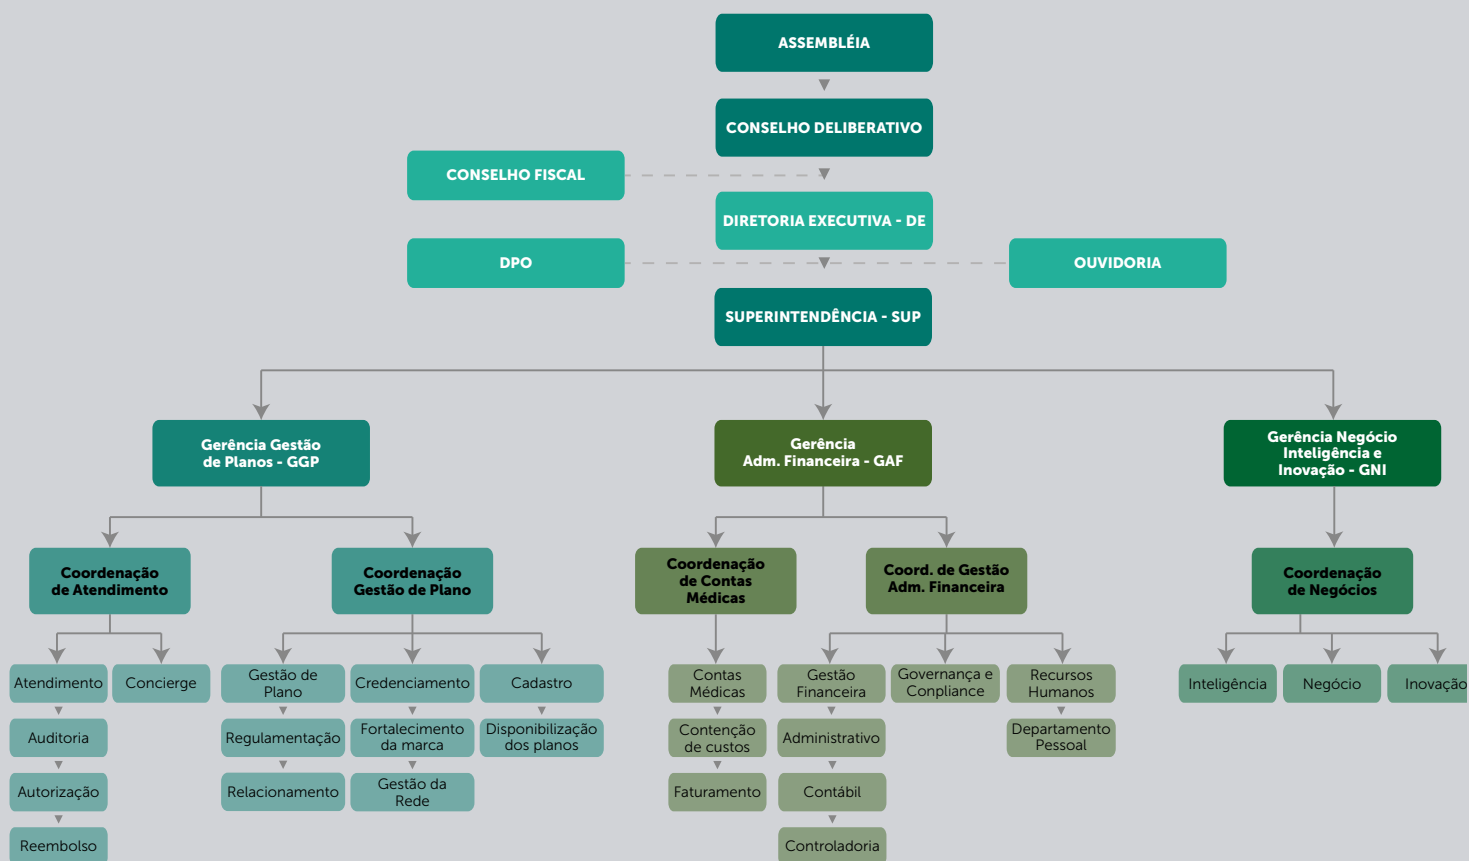 ASSEMBLÉIA
CONSELHO DELIBERATIVO
CONSELHO FISCAL
DIRETORIA EXECUTIVA - DE
DPO
OUVIDORIA
SUPERINTENDÊNCIA - SUP
Gerência Gestão
de Planos - GGP
Gerência
Adm. Financeira - GAF
Gerência Negócio
Inteligência e
Inovação - GNI
Coordenação
de Atendimento
Coordenação
Gestão de Plano
Coordenação
de Contas
Médicas
Coord. de Gestão
Adm. Financeira
Coordenação
de Negócios
Atendimento
Auditoria
Autorização
Reembolso
Concierge
Gestão de
Plano
Regulamentação
Relacionamento
Credenciamento
Fortalecimento
da marca
Gestão da
Rede
Cadastro
Disponibilização
dos planos
Contas
Médicas
Contenção
de custos
Faturamento
Gestão
Financeira
Administrativo
Contábil
Controladoria
Governança e
Conpliance
Recursos
Humanos
Departamento
Pessoal
Inteligência
Negócio
Inovação